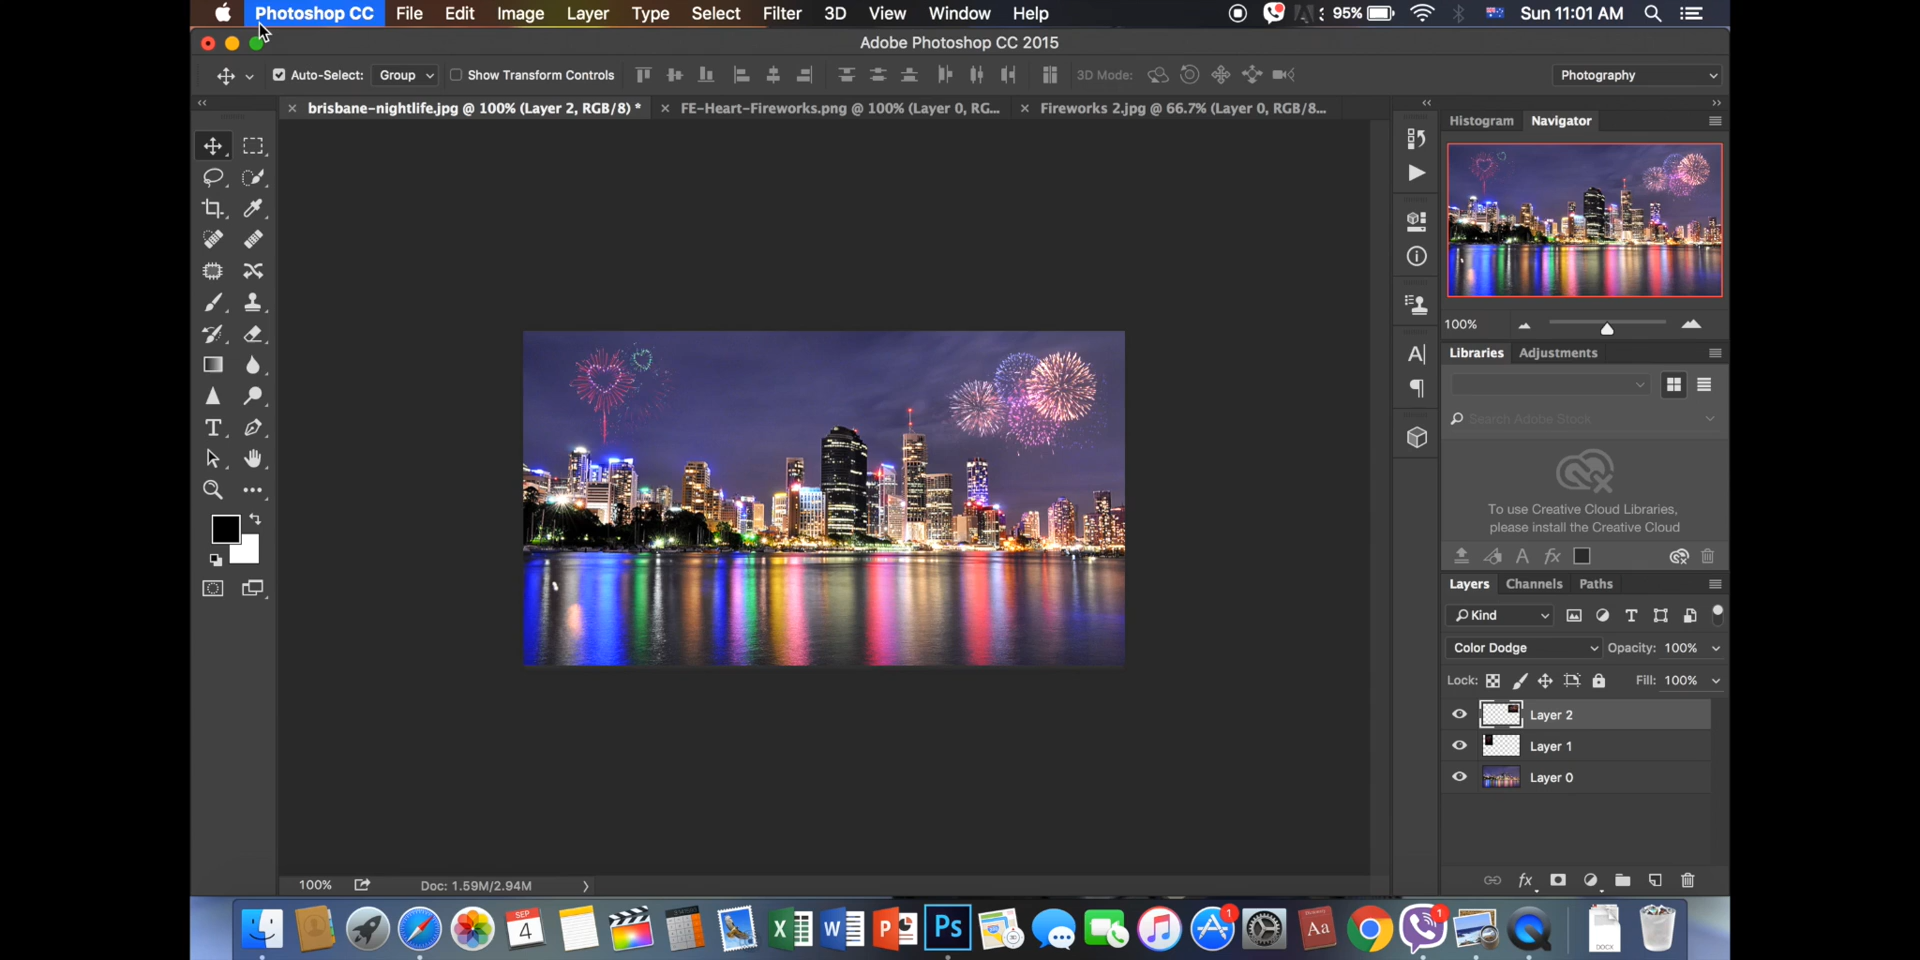 Photoshop CC File Edit Image Layer Type Select Filter 3D View Window Help 95% Sun 11:01 AM
Adobe Photoshop CC 2015
Auto-Select: Group Show Transform Controls 3D Mode: Photography
brisbane-nightlife.jpg @ 100% (Layer 2, RGB/8) * FE-Heart-Fireworks.png @ 100% (Layer 0, RG... Fireworks 2.jpg @ 66.7% (Layer 0, RGB/8...
Histogram Navigator
100%
Libraries Adjustments
Search Adobe Stock
To use Creative Cloud Libraries,
please install the Creative Cloud
Layers Channels Paths
Kind
Color Dodge Opacity: 100%
Lock: Fill: 100%
Layer 2
Layer 1
Layer 0
100% Doc: 1.59M/2.94M
SEP
4
X W P Ps Aa 1 1
DOCX